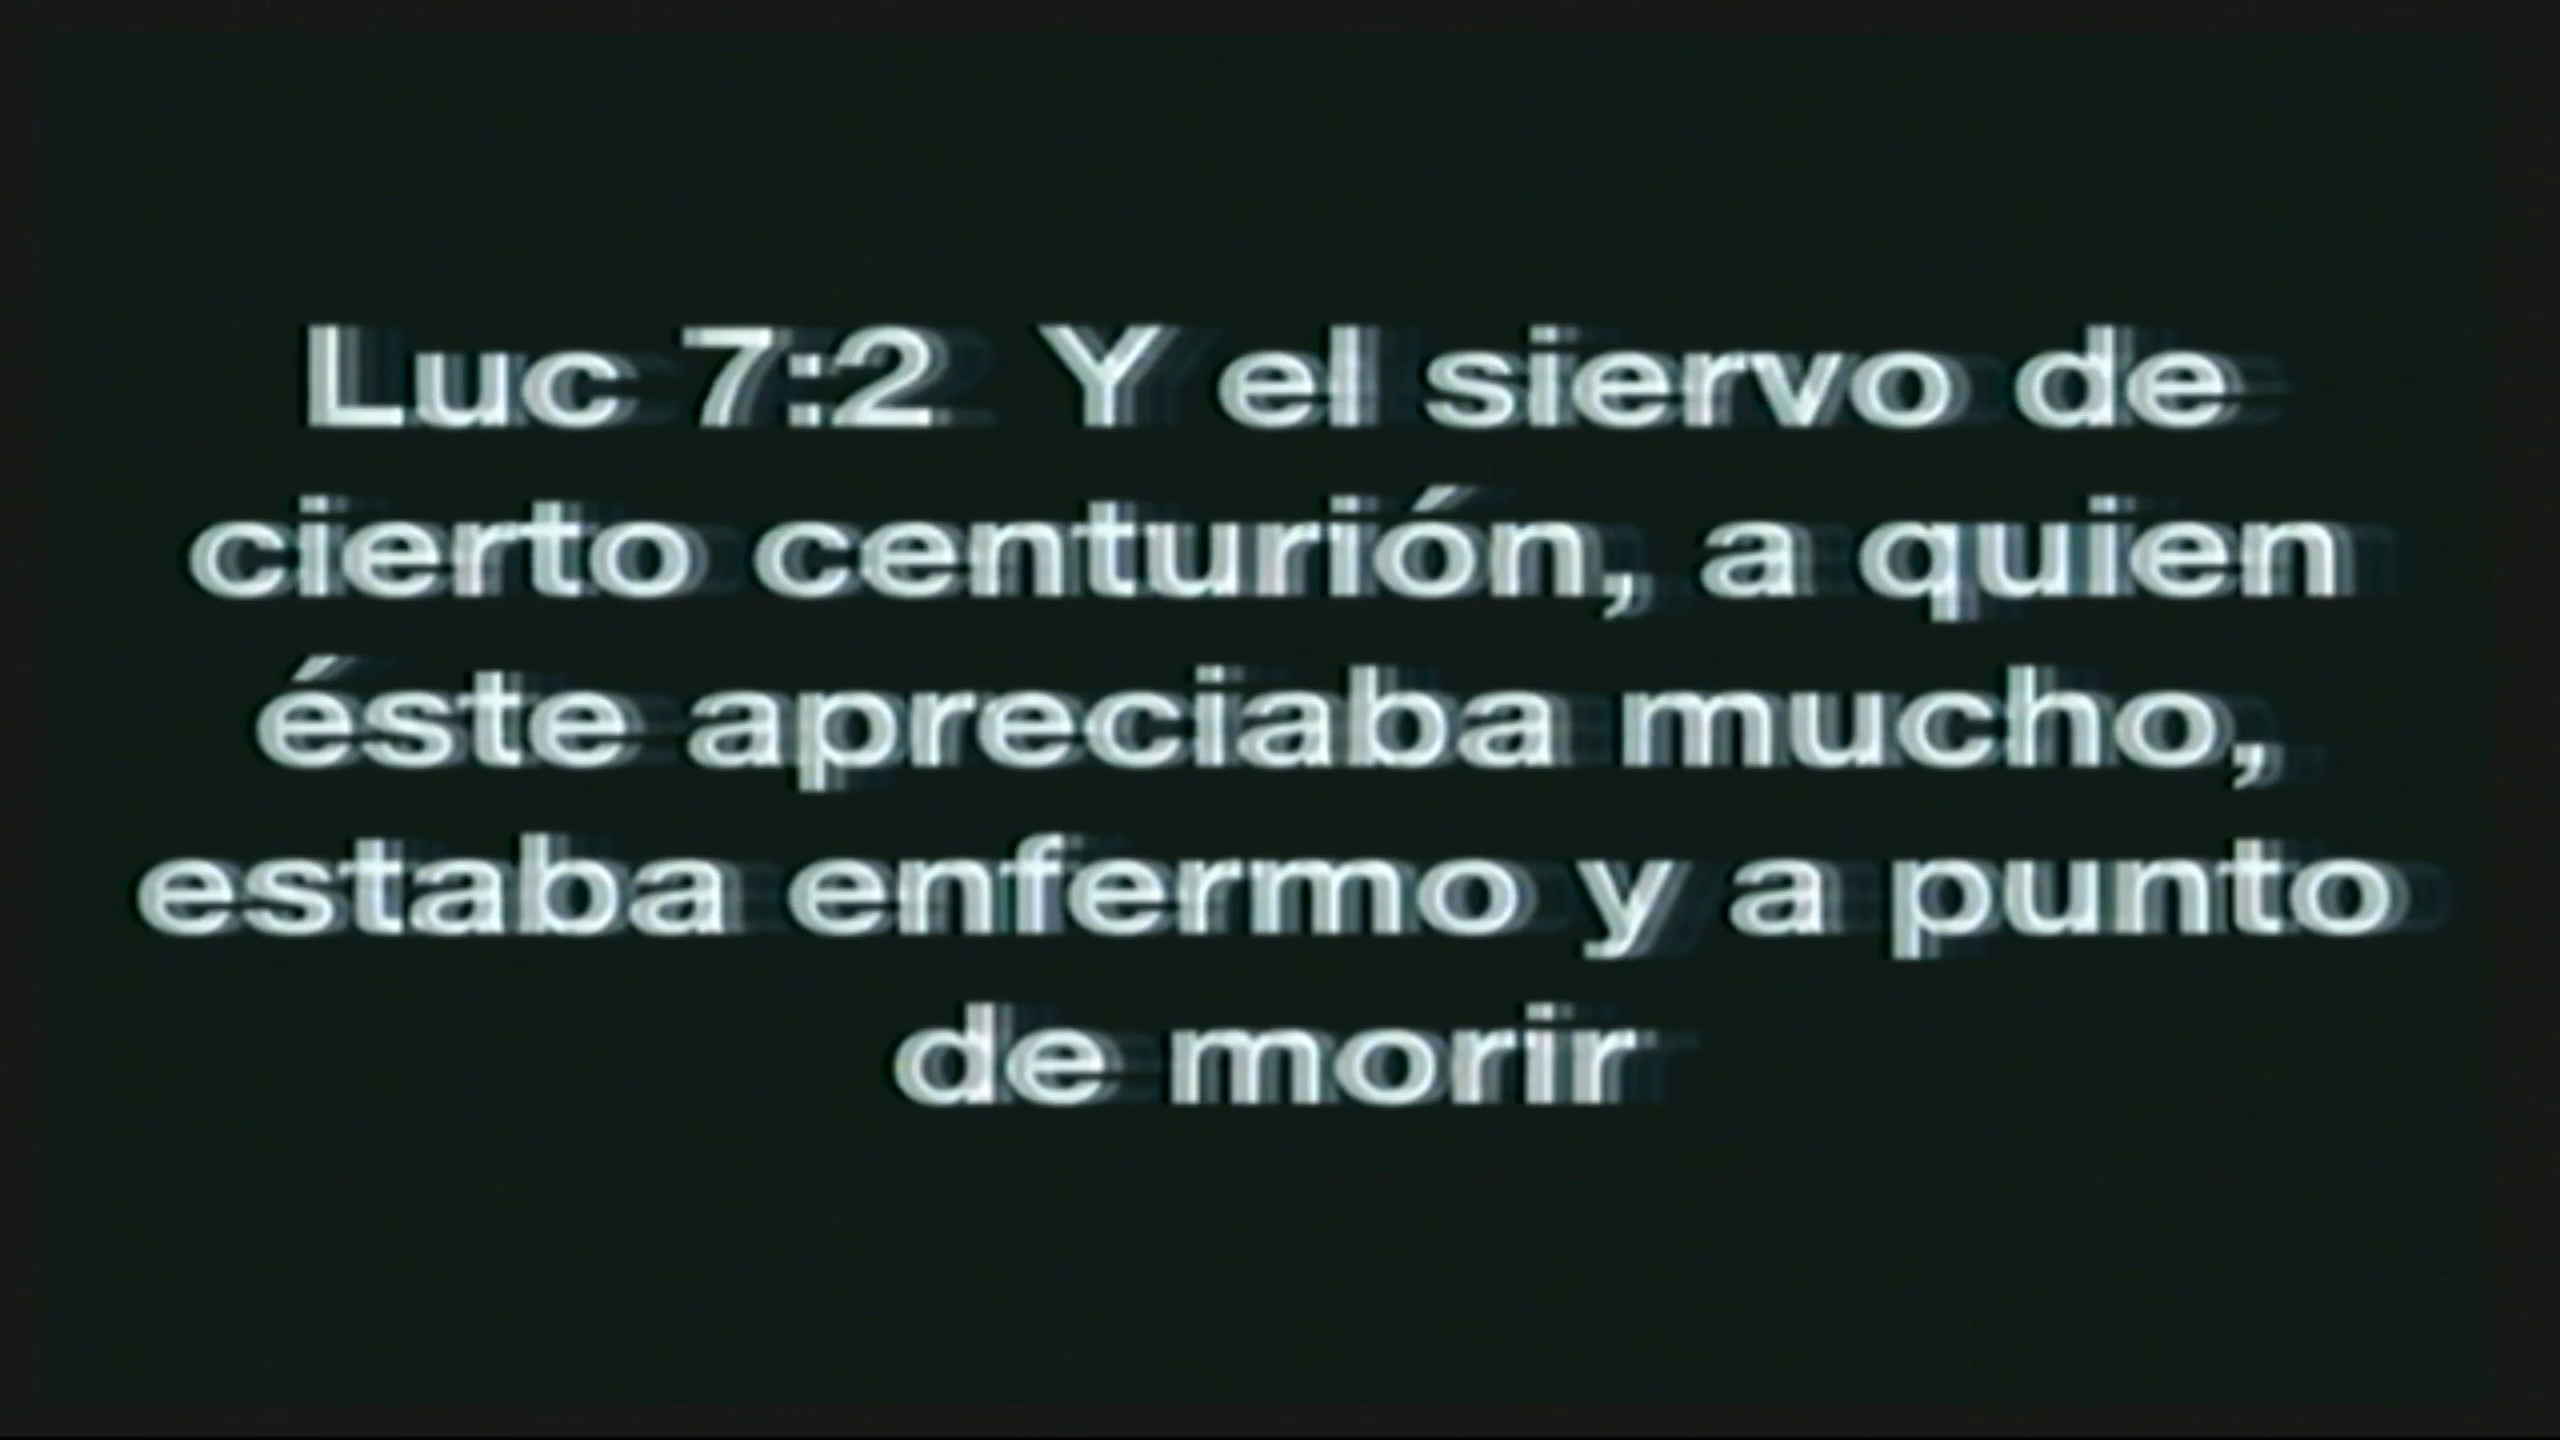 Luc 7:2 Y el siervo de
cierto centurión, a quien
éste apreciaba mucho,
estaba enfermo y a punto
de morir